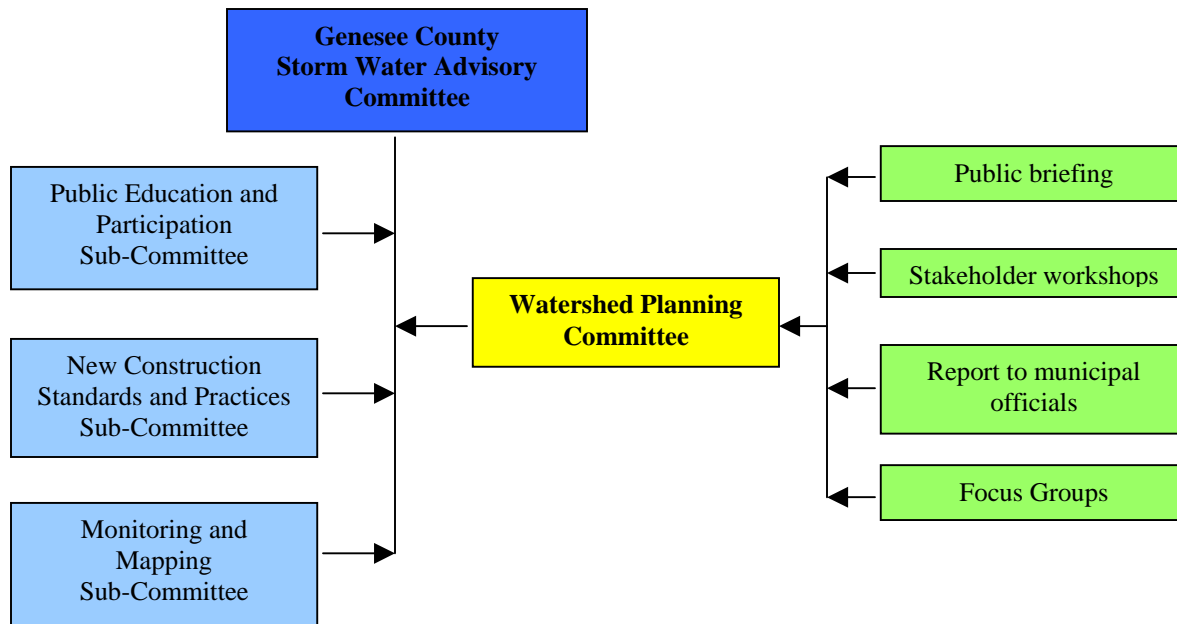 Genesee County
Storm Water Advisory
Committee
Public Education and
Participation
Sub-Committee
New Construction
Standards and Practices
Sub-Committee
Monitoring and
Mapping
Sub-Committee
Watershed Planning
Committee
Public briefing
Stakeholder workshops
Report to municipal
officials
Focus Groups